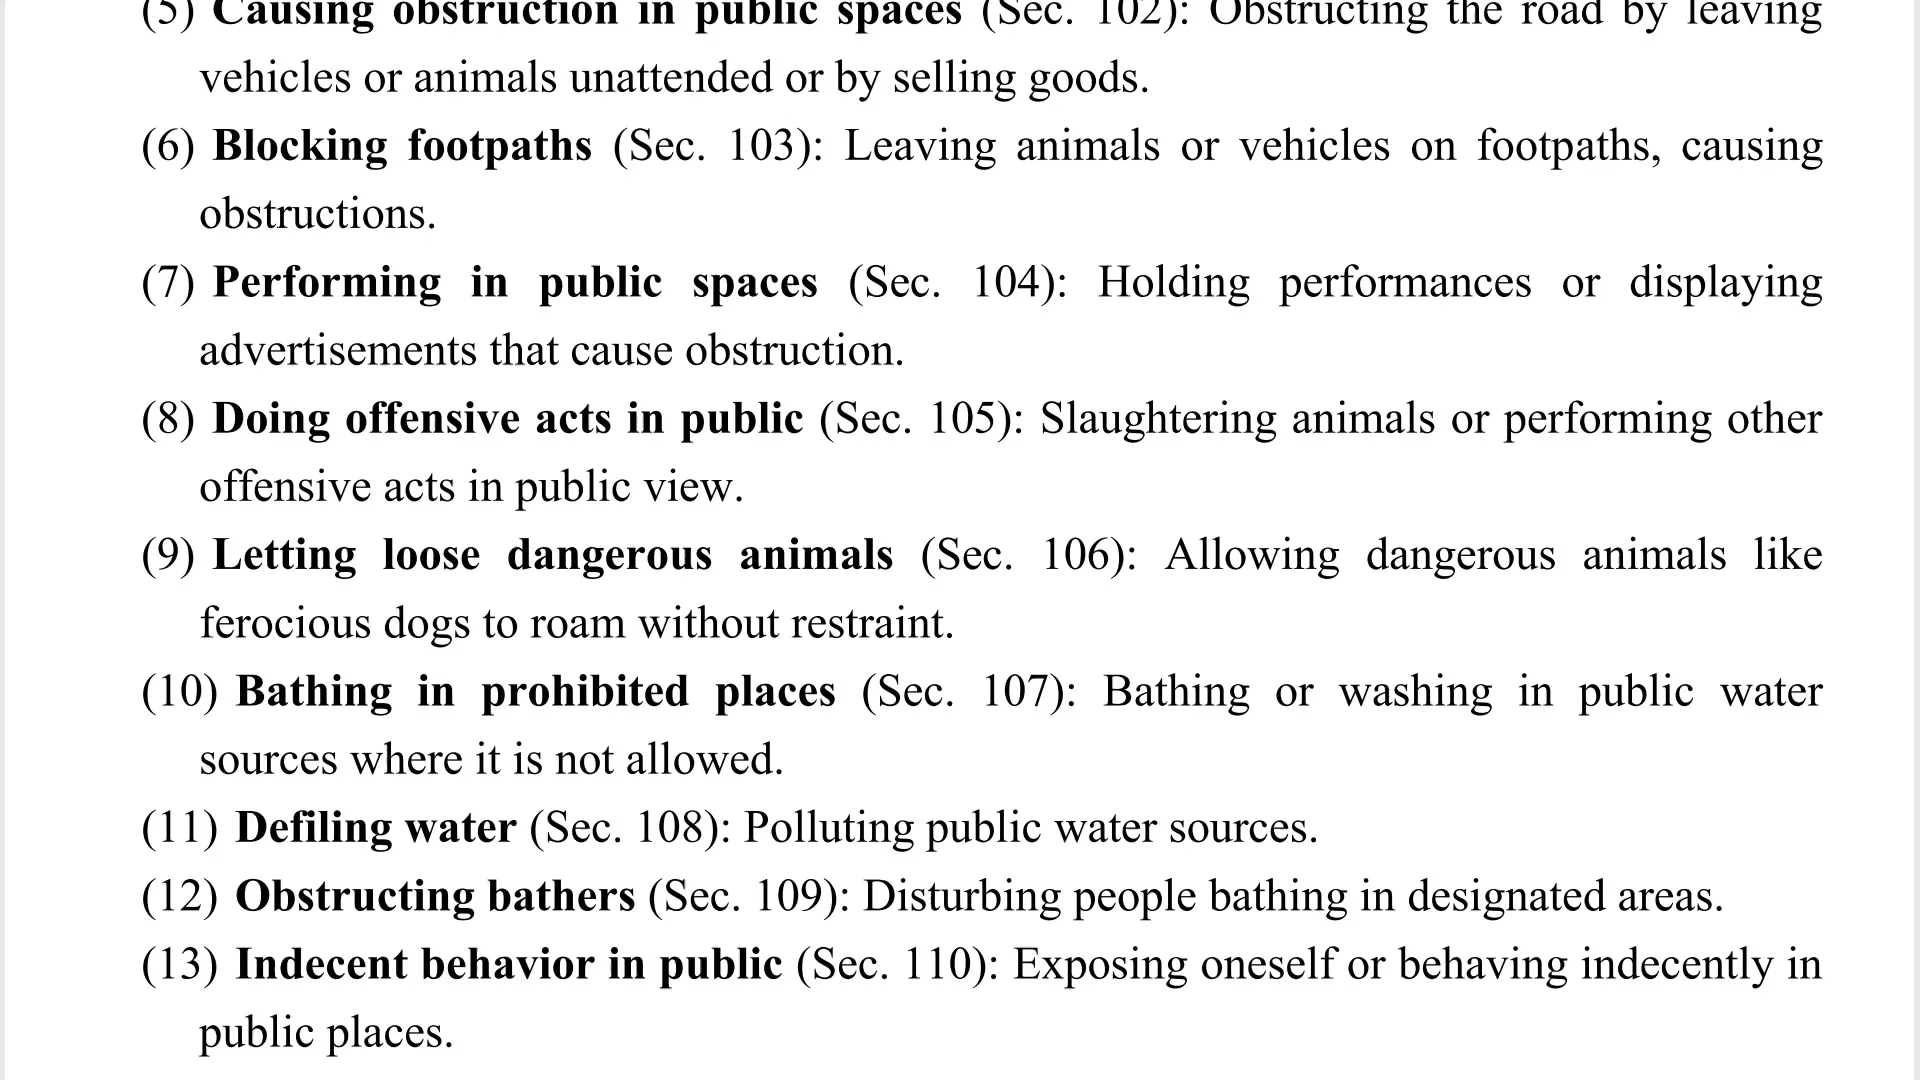 (5) Causing obstruction in public spaces (Sec. 102): Obstructing the road by leaving
vehicles or animals unattended or by selling goods.
(6) Blocking footpaths (Sec. 103): Leaving animals or vehicles on footpaths, causing
obstructions.
(7) Performing in public spaces (Sec. 104): Holding performances or displaying
advertisements that cause obstruction.
(8) Doing offensive acts in public (Sec. 105): Slaughtering animals or performing other
offensive acts in public view.
(9) Letting loose dangerous animals (Sec. 106): Allowing dangerous animals like
ferocious dogs to roam without restraint.
(10) Bathing in prohibited places (Sec. 107): Bathing or washing in public water
sources where it is not allowed.
(11) Defiling water (Sec. 108): Polluting public water sources.
(12) Obstructing bathers (Sec. 109): Disturbing people bathing in designated areas.
(13) Indecent behavior in public (Sec. 110): Exposing oneself or behaving indecently in
public places.